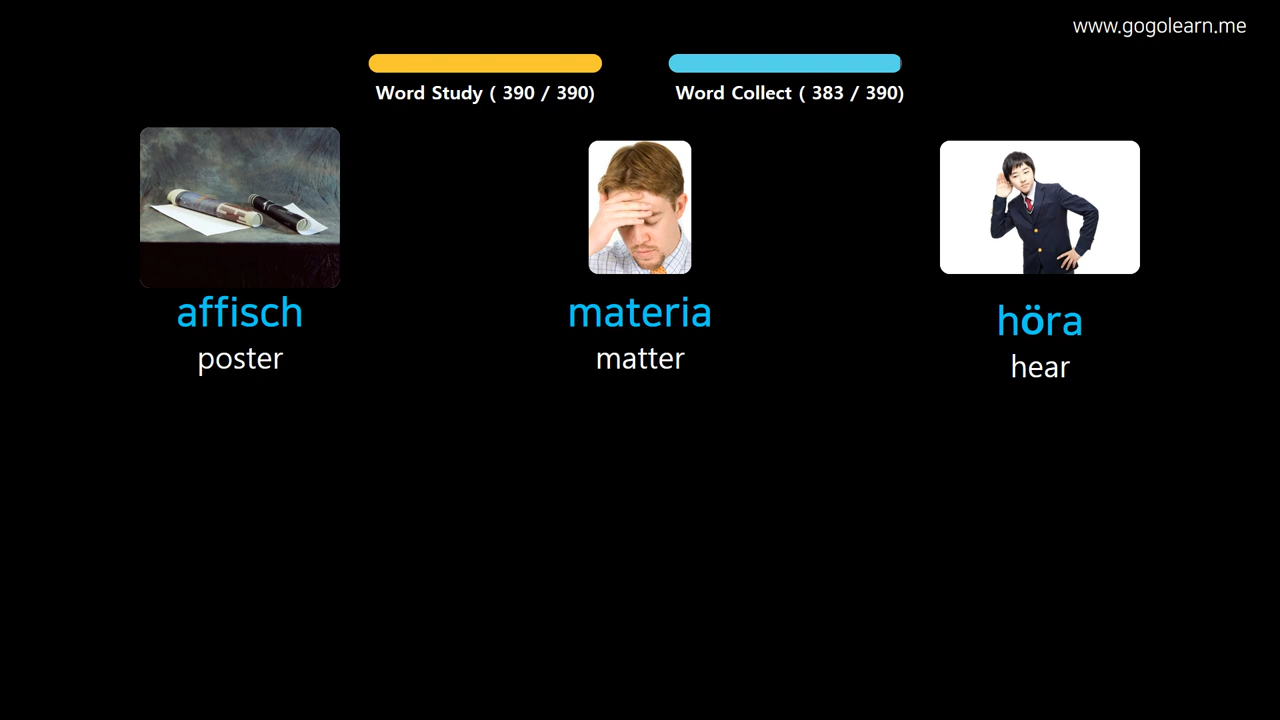 www.gogolearn.me
Word Study ( 390 / 390)
Word Collect ( 383 / 390)
affisch
poster
materia
matter
höra
hear